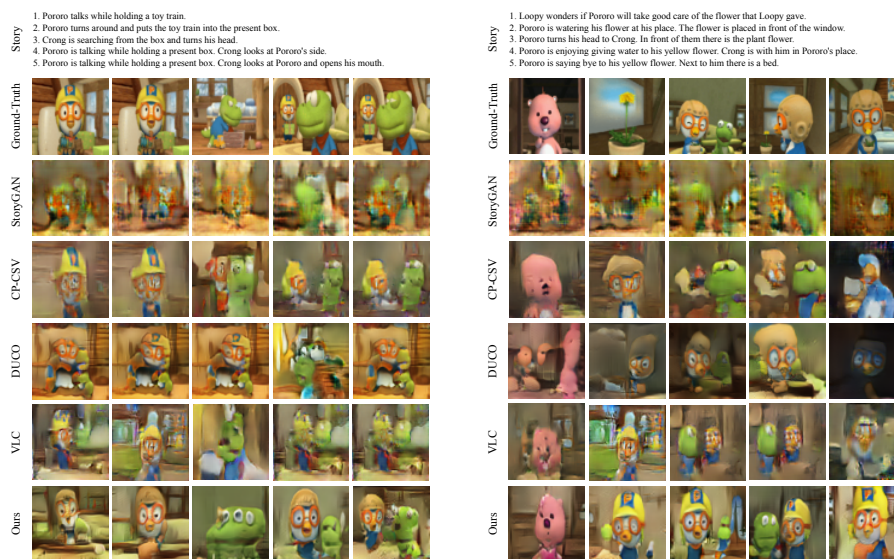 Story
1. Pororo talks while holding a toy train.
2. Pororo turns around and puts the toy train into the present box.
3. Crong is searching from the box and turns his head.
4. Pororo is talking while holding a present box. Crong looks at Pororo's side.
5. Pororo is talking while holding a present box. Crong looks at Pororo and opens his mouth.
Ground-Truth
StoryGAN
CP-CSV
DUCO
VLC
Ours
Story
1. Loopy wonders if Pororo will take good care of the flower that Loopy gave.
2. Pororo is watering his flower at his place. The flower is placed in front of the window.
3. Pororo turns his head to Crong. In front of them there is the plant flower.
4. Pororo is enjoying giving water to his yellow flower. Crong is with him in Pororo's place.
5. Pororo is saying bye to his yellow flower. Next to him there is a bed.
Ground-Truth
StoryGAN
CP-CSV
DUCO
VLC
Ours